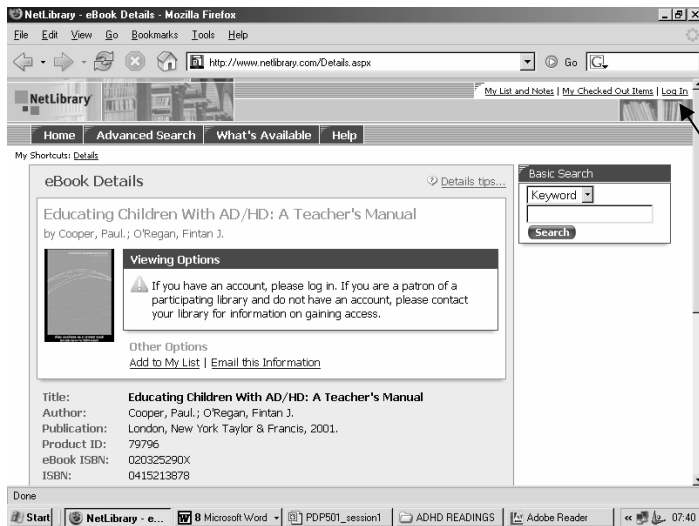 NetLibrary - eBook Details - Mozilla Firefox
File Edit View Go Bookmarks Tools Help
http://www.netlibrary.com/Details.aspx Go
NetLibrary
My List and Notes | My Checked Out Items | Log In
Home Advanced Search What's Available Help
My Shortcuts: Details
eBook Details
Details tips...
Basic Search
Keyword
Search
Educating Children With AD/HD: A Teacher's Manual
by Cooper, Paul.; O'Regan, Fintan J.
Viewing Options
If you have an account, please log in. If you are a patron of a
participating library and do not have an account, please contact
your library for information on gaining access.
Other Options
Add to My List | Email this Information
Title: Educating Children With AD/HD: A Teacher's Manual
Author: Cooper, Paul.; O'Regan, Fintan J.
Publication: London, New York Taylor & Francis, 2001.
Product ID: 79796
eBook ISBN: 020325290X
ISBN: 0415213878
Done
Start NetLibrary - e... 8 Microsoft Word PDP501_session1 ADHD READINGS Adobe Reader « 07:40